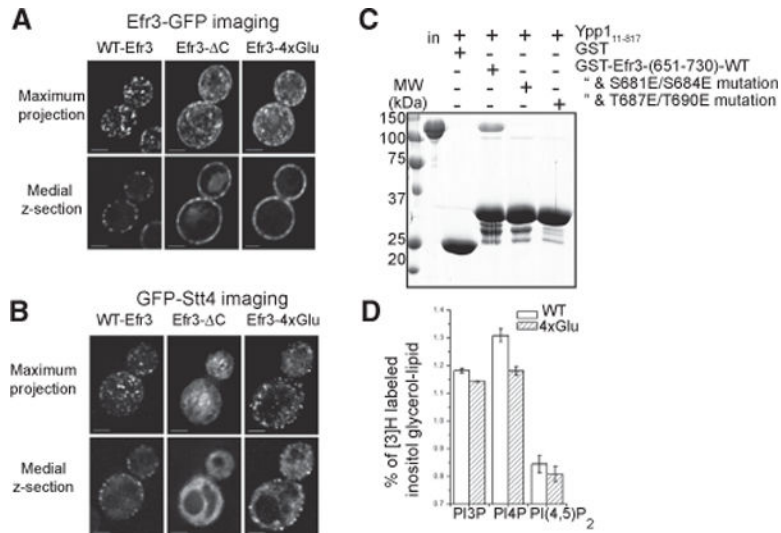 A
Efr3-GFP imaging
WT-Efr3 Efr3-ΔC Efr3-4xGlu
Maximum projection
Medial z-section
B
GFP-Stt4 imaging
WT-Efr3 Efr3-ΔC Efr3-4xGlu
Maximum projection
Medial z-section
C
in + + + + Ypp1 11-817
+ - - - GST
- + - - GST-Efr3-(651-730)-WT
- - + - " & S681E/S684E mutation
- - - + " & T687E/T690E mutation
MW
(kDa)
150
100
75
37
25
20
D
WT
4xGlu
% of [3]H labeled
inositol glycerol-lipid
1.4
1.3
1.2
1.1
1.0
0.9
0.8
0.7
PI3P PI4P PI(4,5)P2